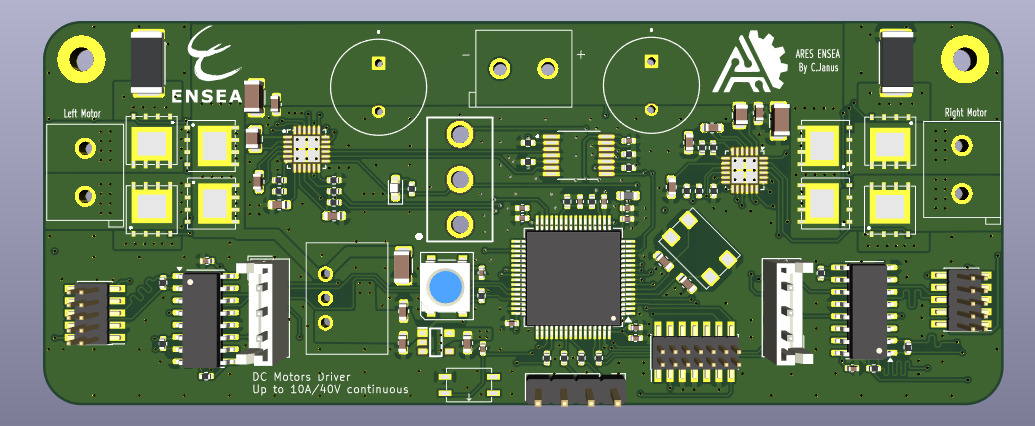 ENSEA
- +
ARES ENSEA
By C.Janus
Left Motor
Right Motor
DC Motors Driver
Up to 10A/40V continuous